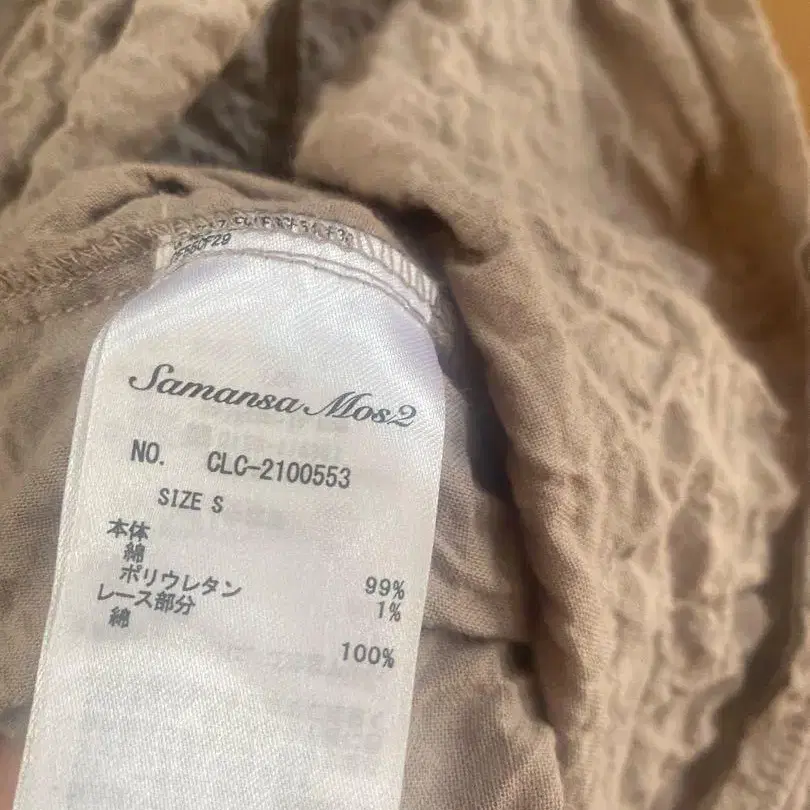 Samansa Mos2
NO. CLC-2100553
SIZE S
本体
綿 99%
ポリウレタン 1%
レース部分
綿 100%